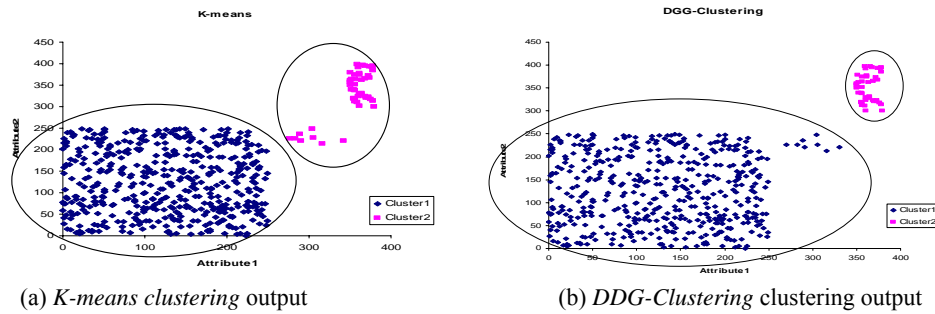 K-means
450
400
350
300
250
200
150
100
50
0
Attribute2
0 100 200 300 400
Attribute1
Cluster1
Cluster2
DGG-Clustering
450
400
350
300
250
200
150
100
50
0
Attribute2
0 50 100 150 200 250 300 350 400
Attribute1
Cluster1
Cluster2
(a) K-means clustering output
(b) DDG-Clustering clustering output